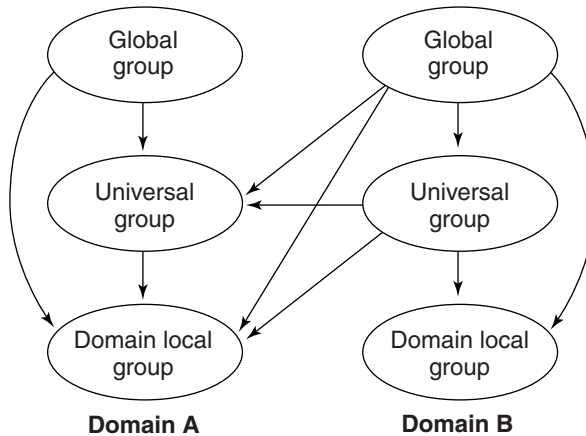 Global
group
Global
group
Universal
group
Universal
group
Domain local
group
Domain local
group
Domain A
Domain B